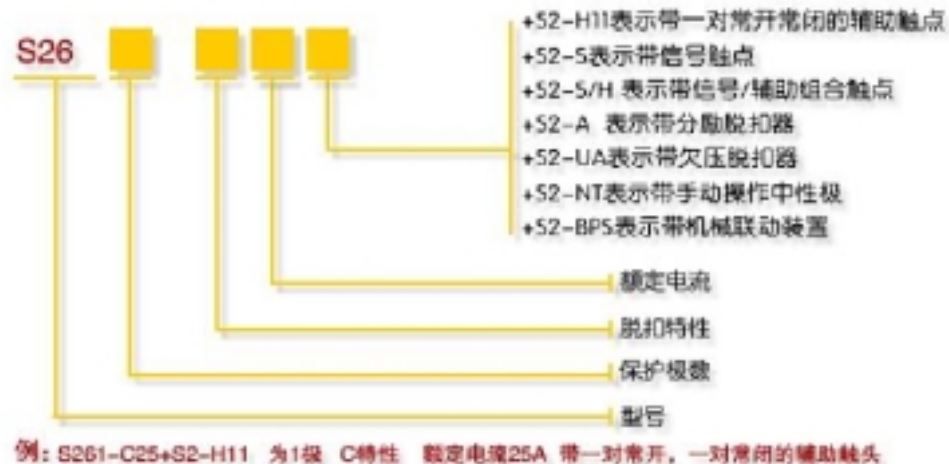 S26
+S2-H11表示带一对常开常闭的辅助触点
+S2-S表示带信号触点
+S2-S/H 表示带信号/辅助组合触点
+S2-A 表示带分励脱扣器
+S2-UA表示带欠压脱扣器
+S2-NT表示带手动操作中性极
+S2-BPS表示带机械联动装置
额定电流
脱扣特性
保护极数
型号
例：S261-C25+S2-H11 为1极 C特性 额定电流25A 带一对常开，一对常闭的辅助触头